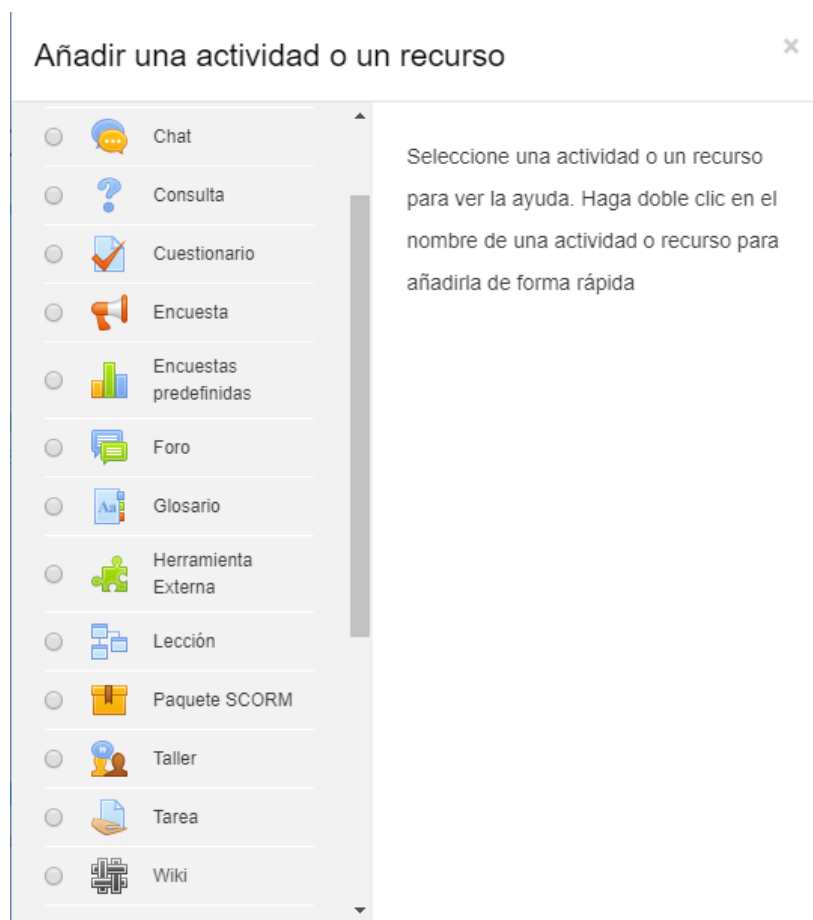 Añadir una actividad o un recurso
×
Chat
Consulta
Cuestionario
Encuesta
Encuestas
predefinidas
Foro
Aa
Glosario
Herramienta
Externa
Lección
Paquete SCORM
Taller
Tarea
Wiki
Seleccione una actividad o un recurso
para ver la ayuda. Haga doble clic en el
nombre de una actividad o recurso para
añadirla de forma rápida